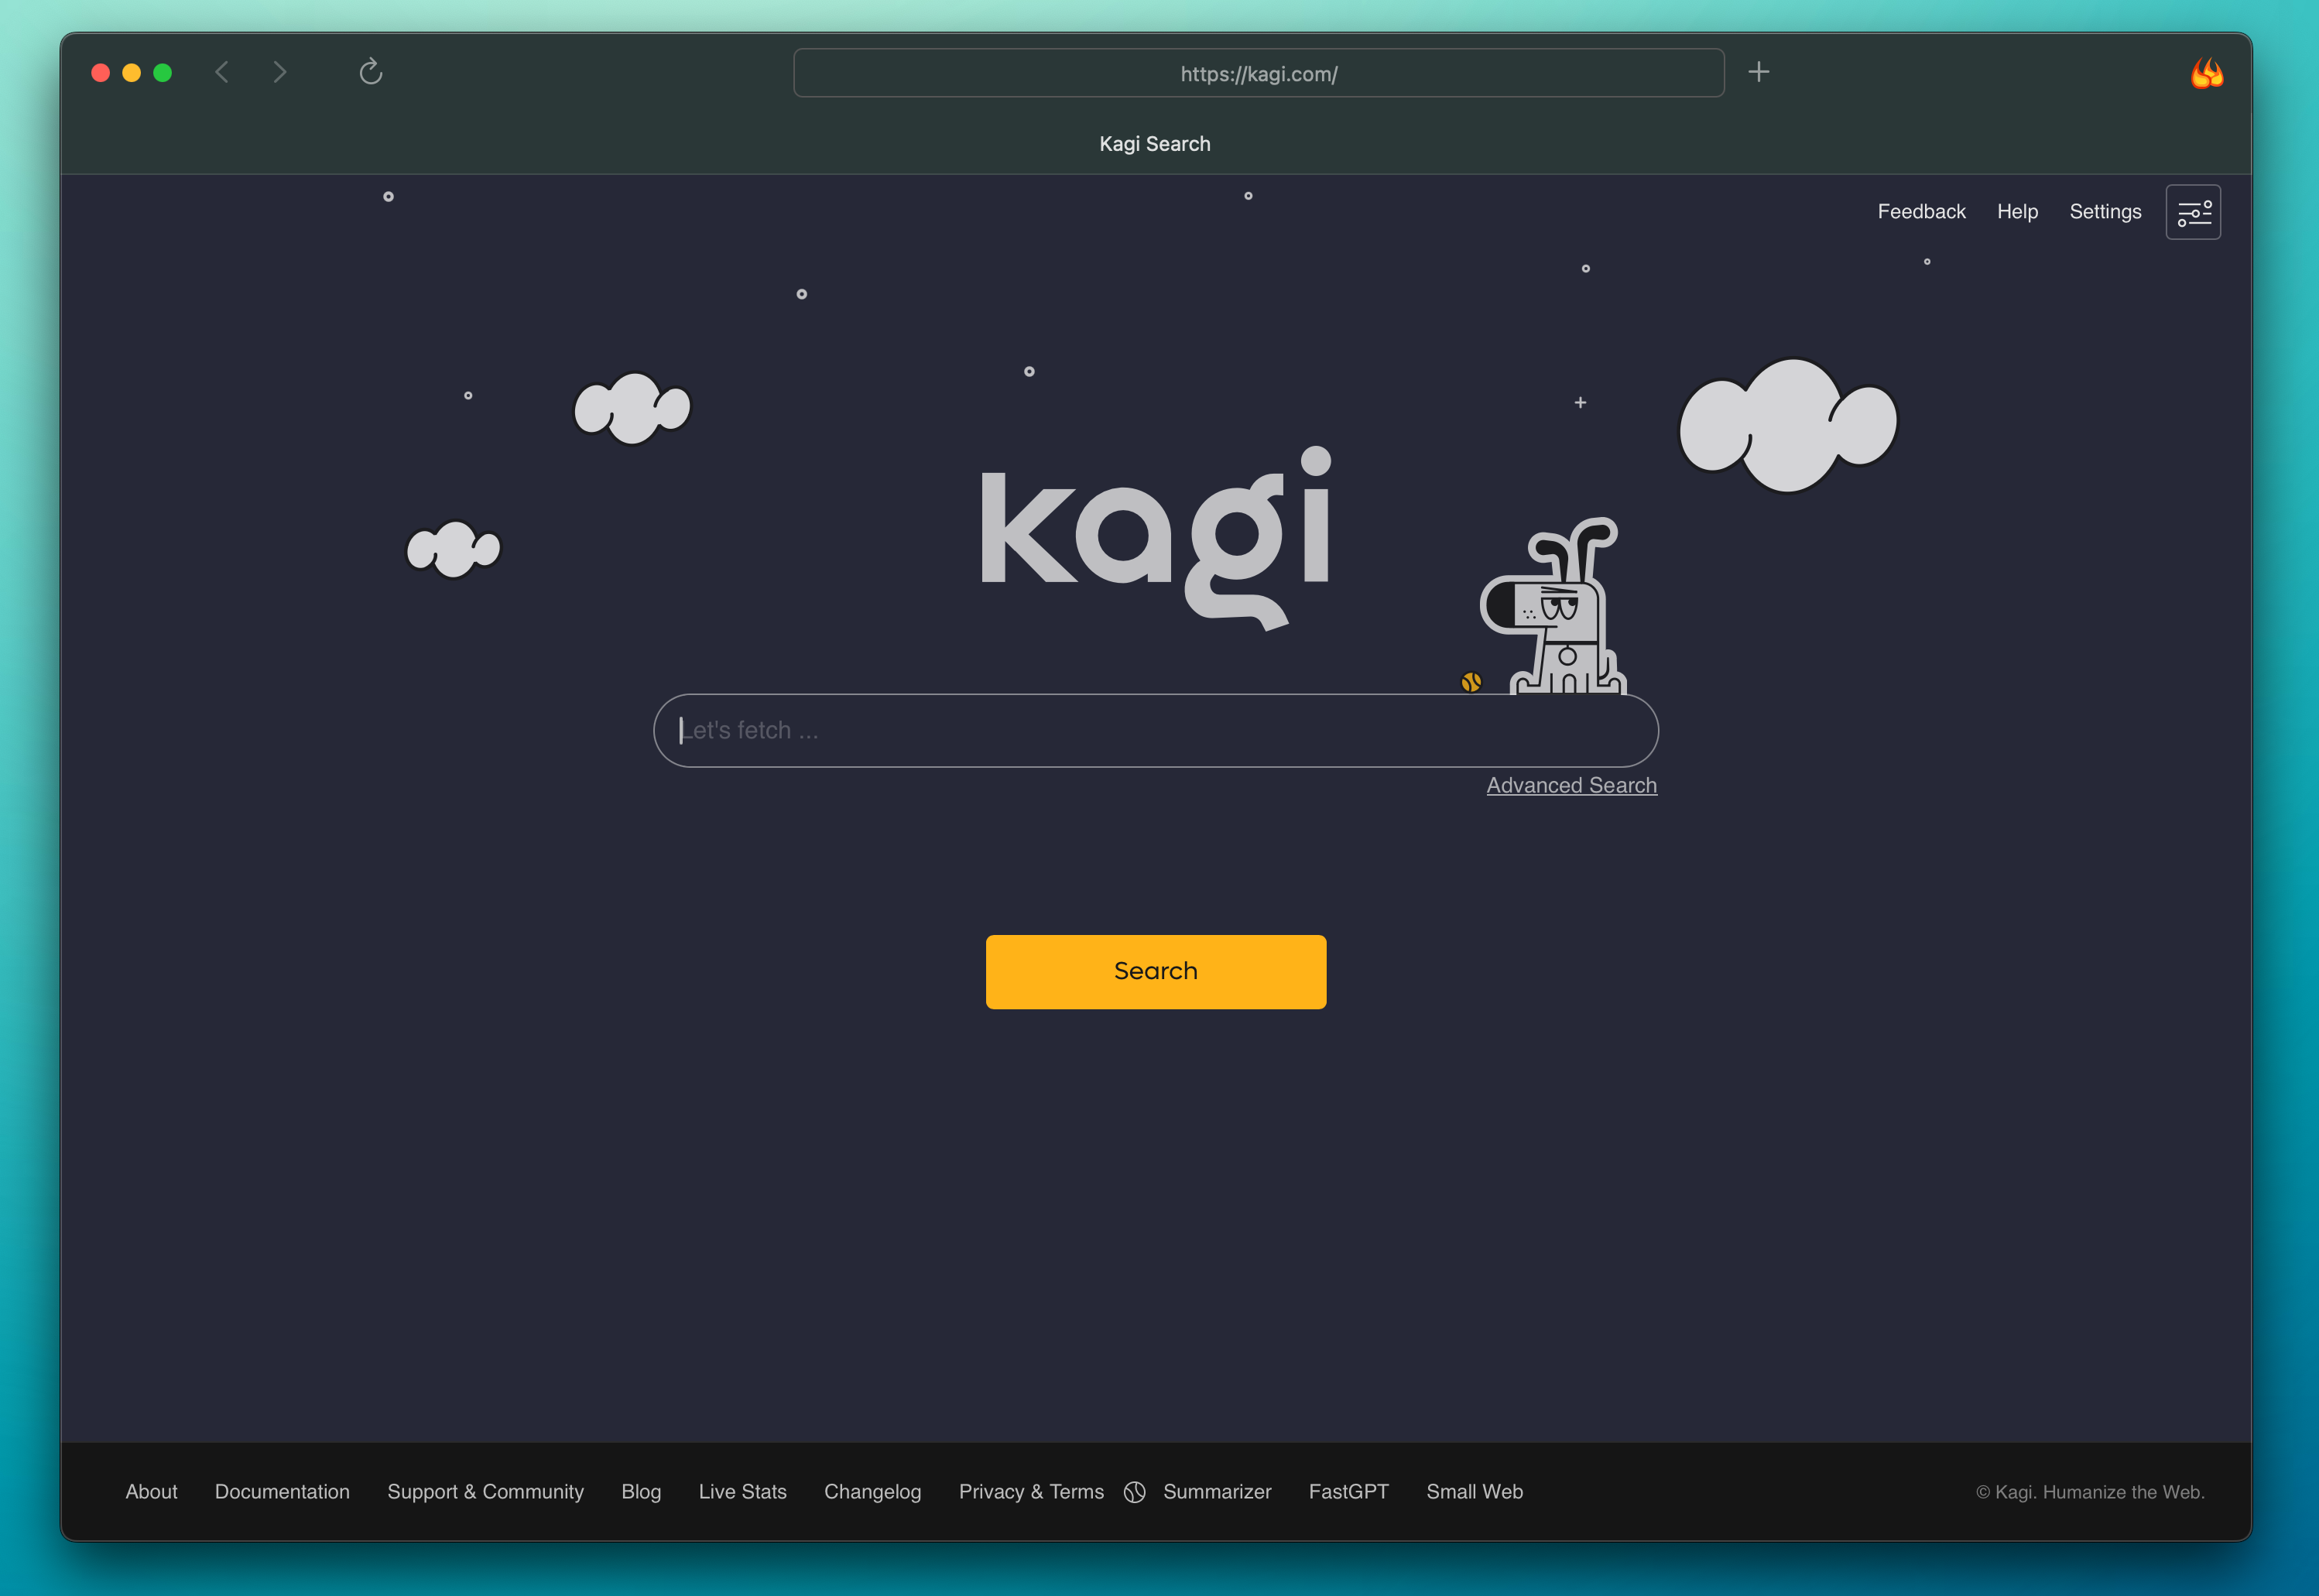 https://kagi.com/
Kagi Search
Feedback Help Settings
kagi
Let's fetch ...
Advanced Search
Search
About Documentation Support & Community Blog Live Stats Changelog Privacy & Terms Summarizer FastGPT Small Web © Kagi. Humanize the Web.